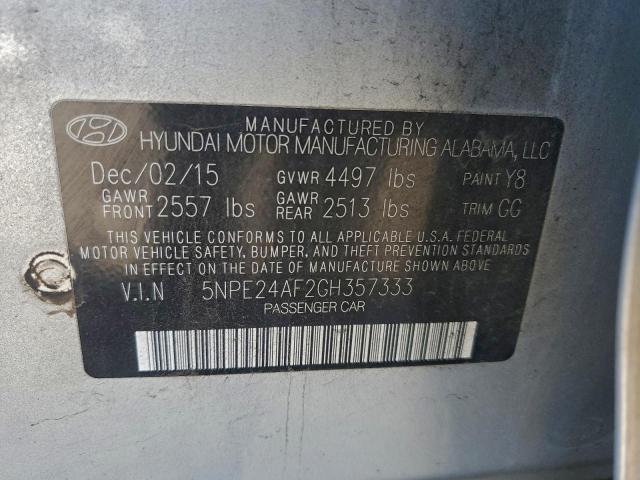 MANUFACTURED BY
HYUNDAI MOTOR MANUFACTURING ALABAMA, LLC
Dec/02/15 GVWR 4497 lbs PAINT Y8
GAWR FRONT 2557 lbs GAWR REAR 2513 lbs TRIM GG
THIS VEHICLE CONFORMS TO ALL APPLICABLE U.S.A. FEDERAL
MOTOR VEHICLE SAFETY, BUMPER, AND THEFT PREVENTION STANDARDS
IN EFFECT ON THE DATE OF MANUFACTURE SHOWN ABOVE.
V.I.N 5NPE24AF2GH357333
PASSENGER CAR